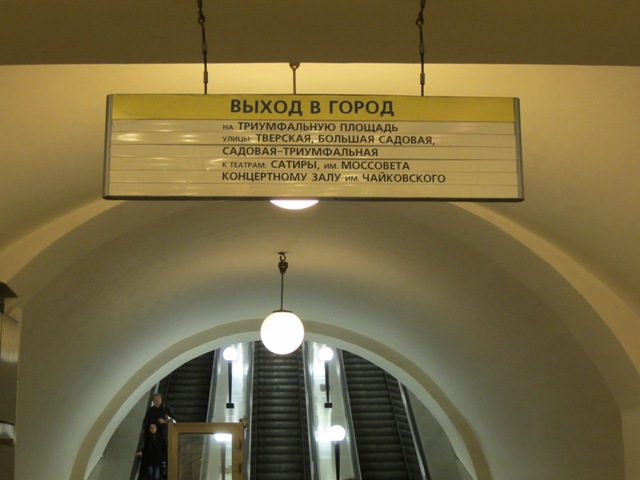 ВЫХОД В ГОРОД
НА ТРИУМФАЛЬНУЮ ПЛОЩАДЬ
УЛИЦЫ: ТВЕРСКАЯ, БОЛЬШАЯ САДОВАЯ,
САДОВАЯ-ТРИУМФАЛЬНАЯ
К ТЕАТРАМ: САТИРЫ, ИМ. МОССОВЕТА
КОНЦЕРТНОМУ ЗАЛУ ИМ. ЧАЙКОВСКОГО